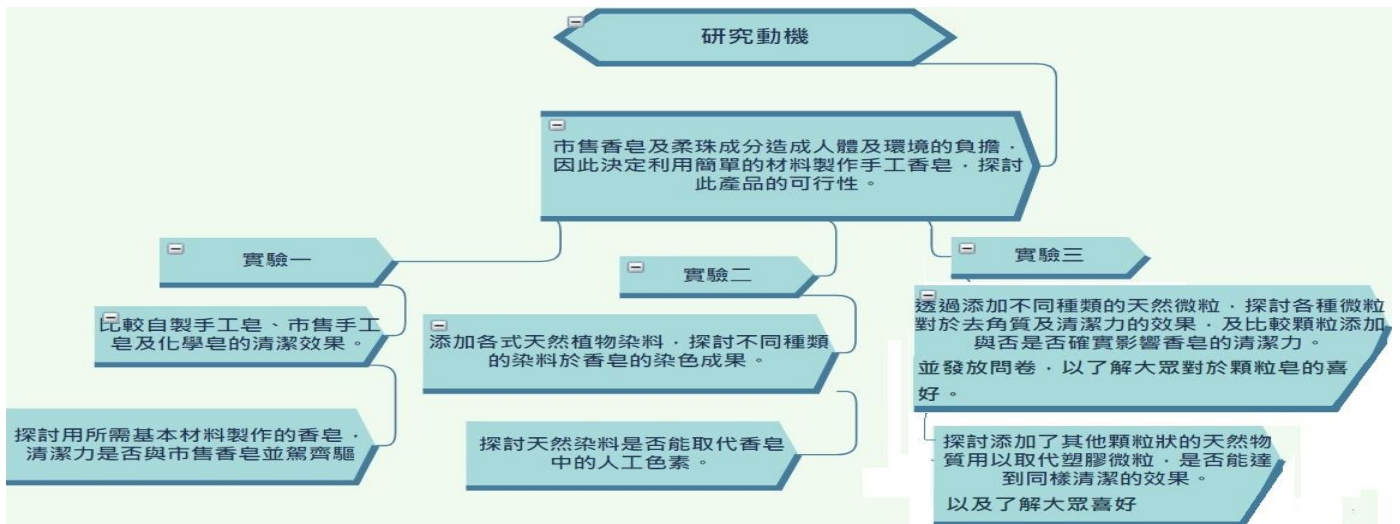 研究動機
市售香皂及柔珠成分造成人體及環境的負擔，
因此決定利用簡單的材料製作手工香皂，探討
此產品的可行性。
實驗一
比較自製手工皂、市售手工
皂及化學皂的清潔效果。
探討用所需基本材料製作的香皂，
清潔力是否與市售香皂並駕齊驅
實驗二
添加各式天然植物染料，探討不同種類
的染料於香皂的染色成果。
探討天然染料是否能取代香皂
中的人工色素。
實驗三
透過添加不同種類的天然微粒，探討各種微粒
對於去角質及清潔力的效果，及比較顆粒添加
與否是否確實影響香皂的清潔力。
並發放問卷，以了解大眾對於顆粒皂的喜
好。
探討添加了其他顆粒狀的天然物
質用以取代塑膠微粒，是否能達
到同樣清潔的效果。
以及了解大眾喜好